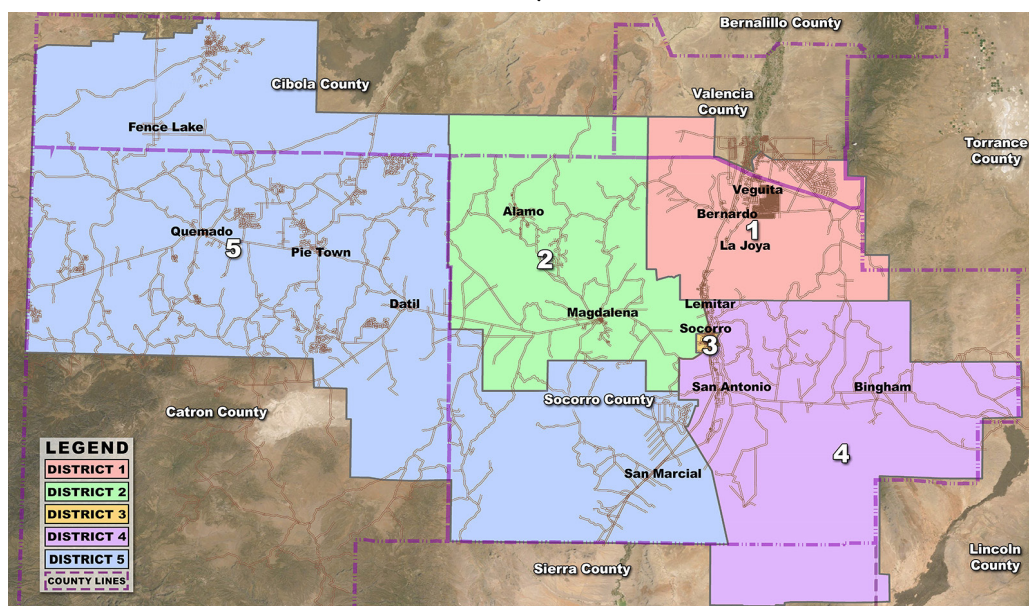 Bernalillo County
Cibola County
Valencia
County
Fence Lake
Torrance
County
Veguita
Alamo
Bernardo
1
Quemado
La Joya
5
Pie Town
2
Datil
Lemitar
Magdalena
Socorro
3
San Antonio
Bingham
Socorro County
Catron County
LEGEND
DISTRICT 1
DISTRICT 2
DISTRICT 3
DISTRICT 4
DISTRICT 5
COUNTY LINES
4
San Marcial
Lincoln
County
Sierra County